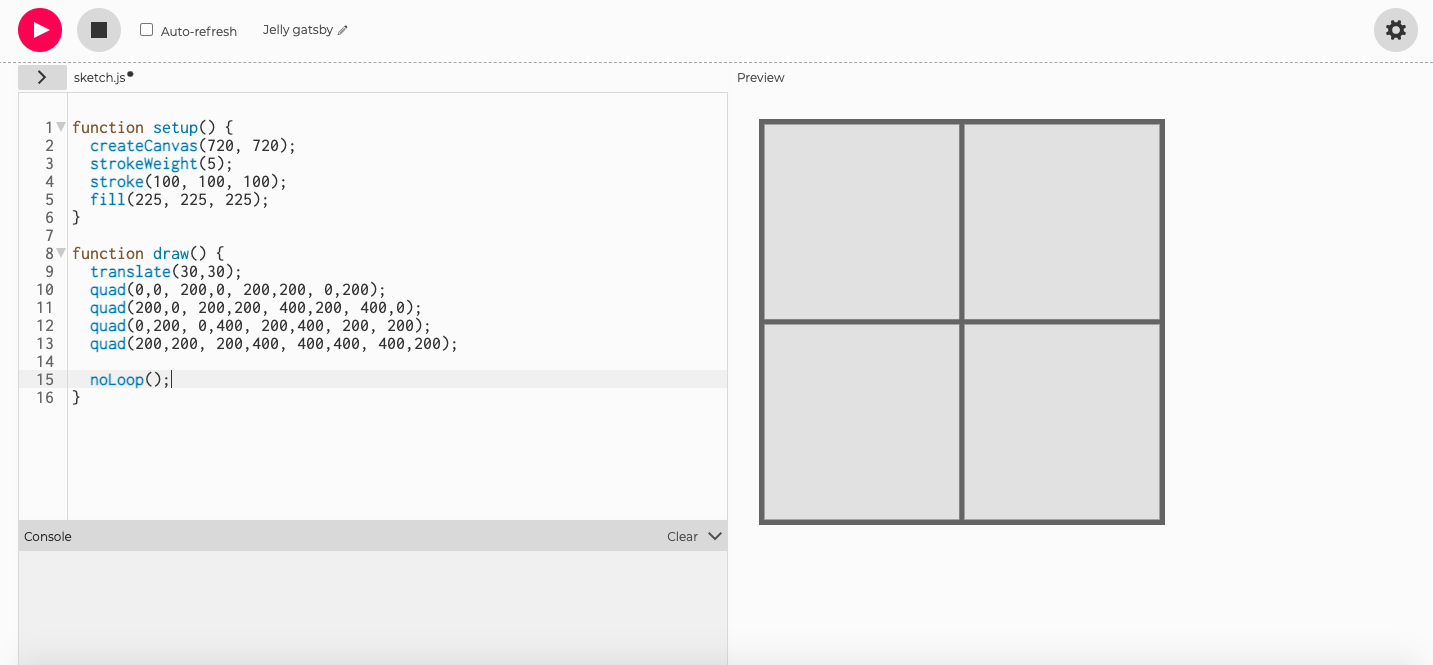 Auto-refresh
Jelly gatsby
sketch.js
Preview
1 function setup() {
2 createCanvas(720, 720);
3 strokeWeight(5);
4 stroke(100, 100, 100);
5 fill(225, 225, 225);
6 }
7
8 function draw() {
9 translate(30,30);
10 quad(0,0, 200,0, 200,200, 0,200);
11 quad(200,0, 200,200, 400,200, 400,0);
12 quad(0,200, 0,400, 200,400, 200, 200);
13 quad(200,200, 200,400, 400,400, 400,200);
14
15 noLoop();
16 }
Console
Clear